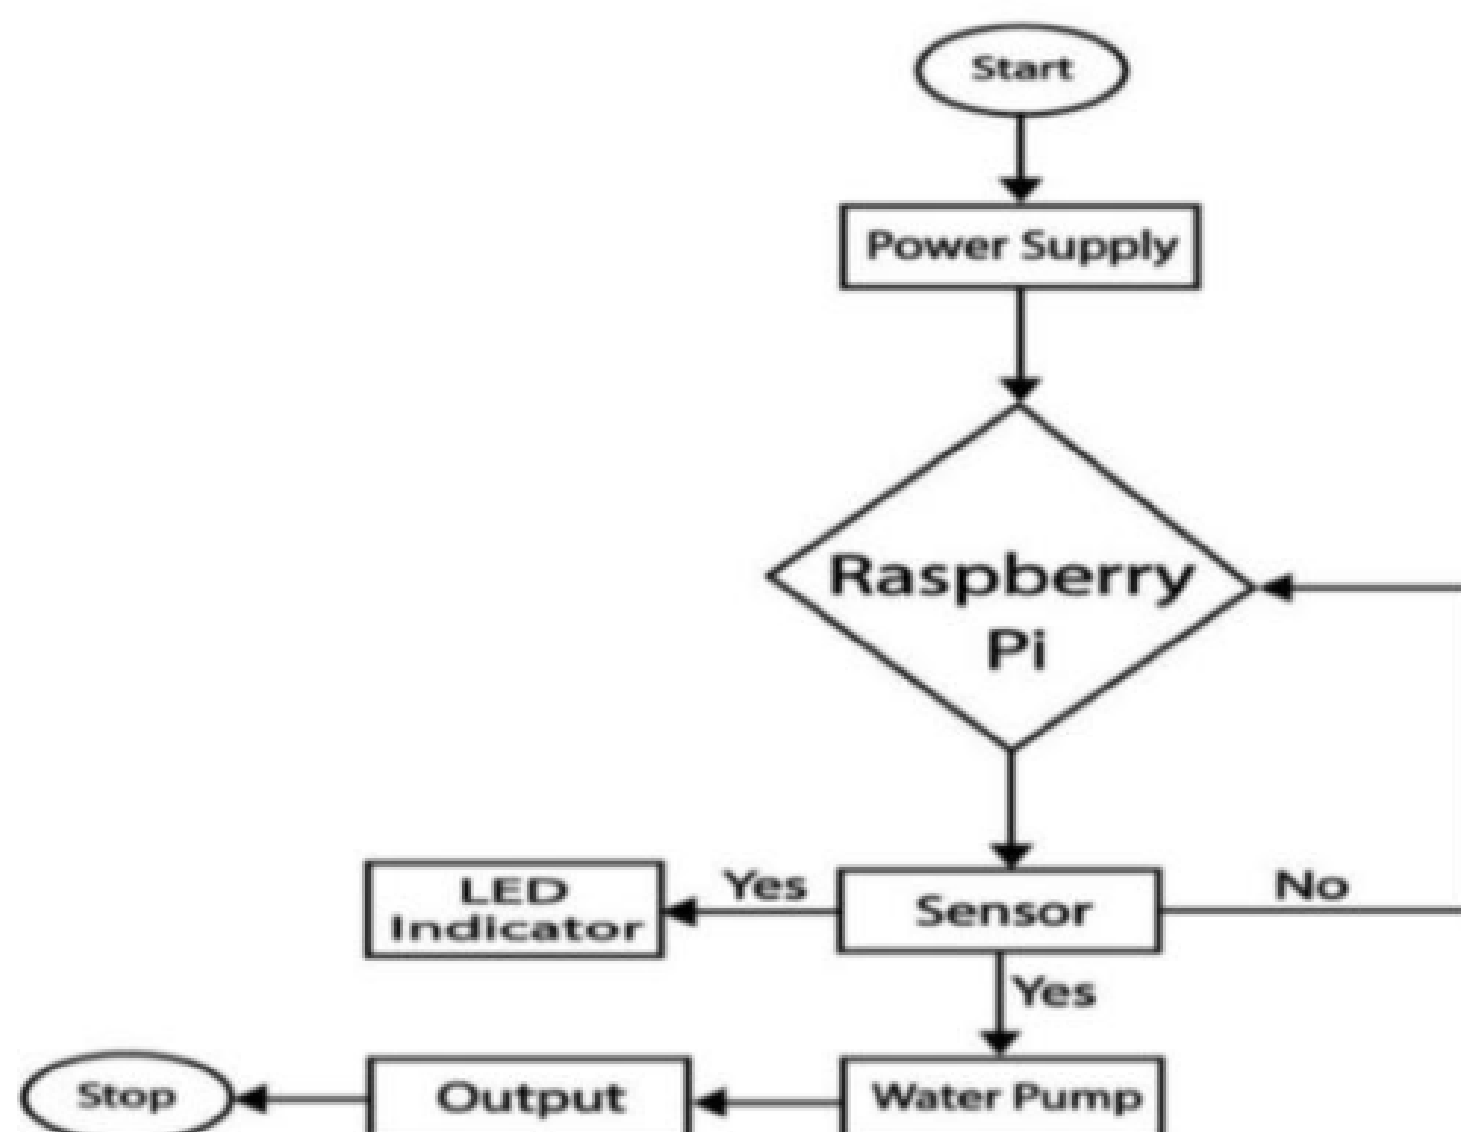 Start
Power Supply
Raspberry
Pi
LED
Indicator
Yes
Sensor
No
Yes
Stop
Output
Water Pump